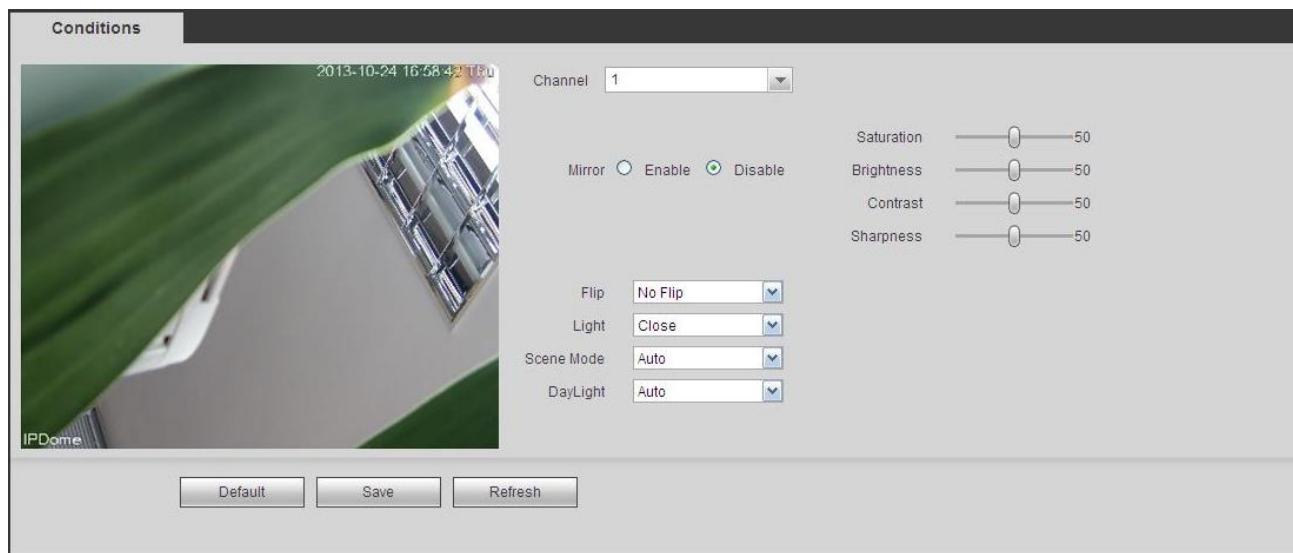 Conditions
2013-10-24 16:58:42 Thu
Channel 1
Saturation 50
Mirror Enable Disable
Brightness 50
Contrast 50
Sharpness 50
Flip No Flip
Light Close
Scene Mode Auto
DayLight Auto
IPDome
Default Save Refresh